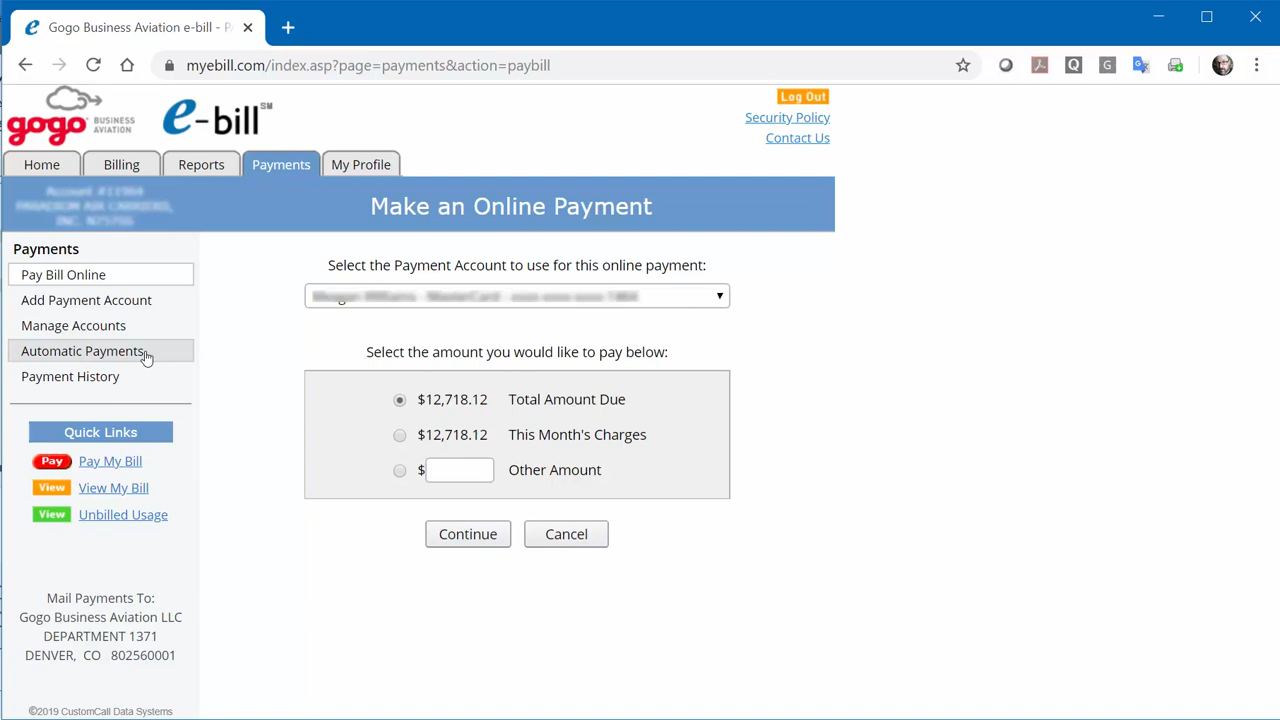 Gogo Business Aviation e-bill - P
myebill.com/index.asp?page=payments&action=paybill
gogo BUSINESS AVIATION
e-bill SM
Log Out
Security Policy
Contact Us
Home Billing Reports Payments My Profile
Make an Online Payment
Payments
Pay Bill Online
Add Payment Account
Manage Accounts
Automatic Payments
Payment History
Quick Links
Pay Pay My Bill
View View My Bill
View Unbilled Usage
Mail Payments To:
Gogo Business Aviation LLC
DEPARTMENT 1371
DENVER, CO 802560001
©2019 CustomCall Data Systems
Select the Payment Account to use for this online payment:
Select the amount you would like to pay below:
$12,718.12 Total Amount Due
$12,718.12 This Month's Charges
$ Other Amount
Continue Cancel